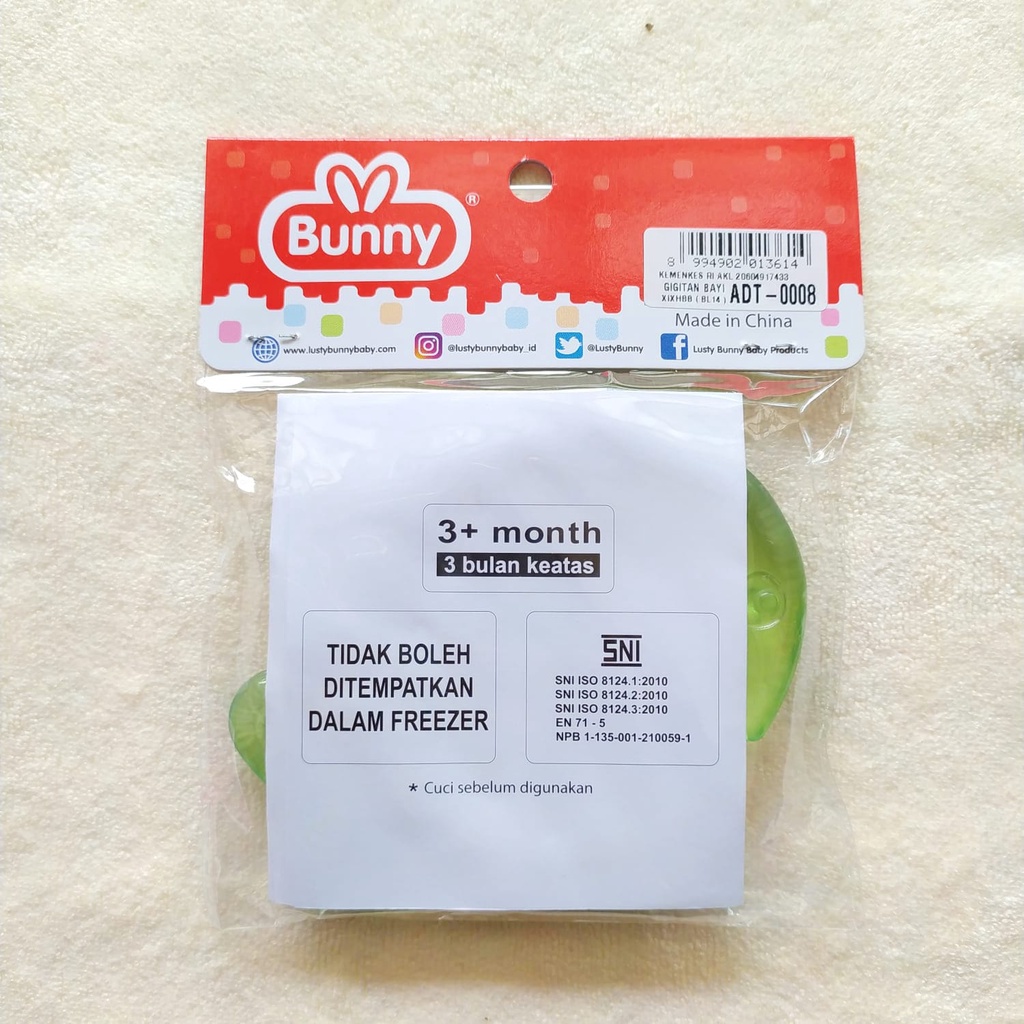 Bunny®
8 994902 013614
KEMENKES RI AKL 20604917433
GIGITAN BAYI
XIXHBB ( BL14 ) ADT-0008
Made in China
www.lustybunnybaby.com @lustybunnybaby_id @LustyBunny Lusty Bunny Baby Products
3+ month
3 bulan keatas
TIDAK BOLEH
DITEMPATKAN
DALAM FREEZER
SNI
SNI ISO 8124.1:2010
SNI ISO 8124.2:2010
SNI ISO 8124.3:2010
EN 71 - 5
NPB 1-135-001-210059-1
* Cuci sebelum digunakan